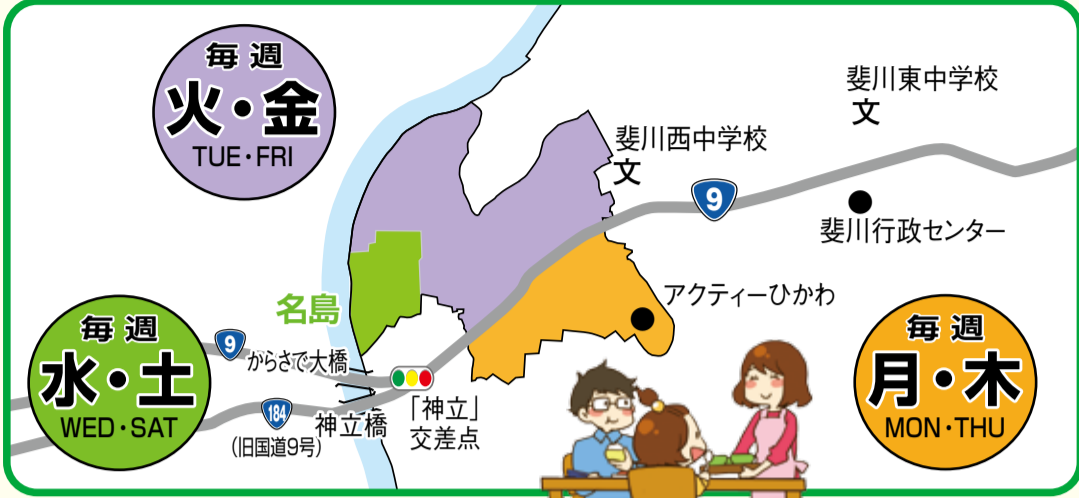 毎週
火・金
TUE・FRI
斐川東中学校
文
斐川西中学校
文
9
斐川行政センター
アクティーひかわ
名島
毎週
水・土
WED・SAT
9
からさで大橋
184
(旧国道9号)
神立橋
「神立」
交差点
毎週
月・木
MON・THU